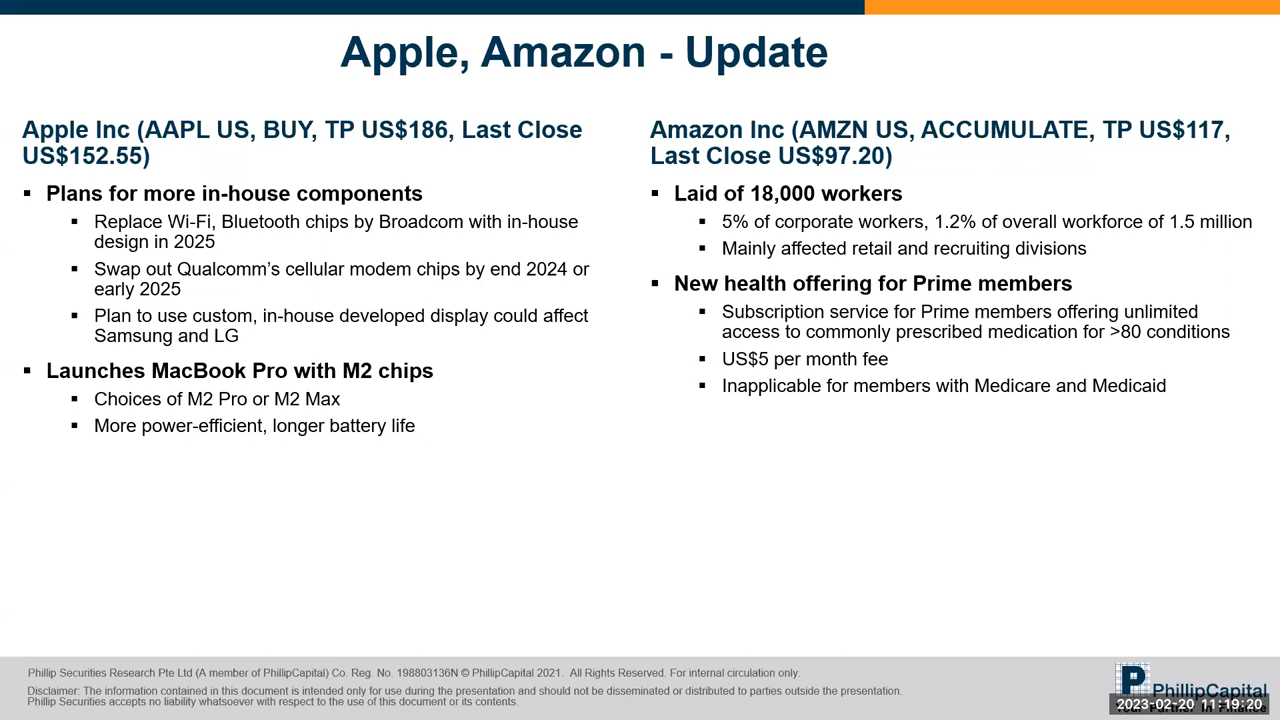 Apple, Amazon - Update
Apple Inc (AAPL US, BUY, TP US$186, Last Close
US$152.55)
▪ Plans for more in-house components
▪ Replace Wi-Fi, Bluetooth chips by Broadcom with in-house
design in 2025
▪ Swap out Qualcomm's cellular modem chips by end 2024 or
early 2025
▪ Plan to use custom, in-house developed display could affect
Samsung and LG
▪ Launches MacBook Pro with M2 chips
▪ Choices of M2 Pro or M2 Max
▪ More power-efficient, longer battery life
Amazon Inc (AMZN US, ACCUMULATE, TP US$117,
Last Close US$97.20)
▪ Laid of 18,000 workers
▪ 5% of corporate workers, 1.2% of overall workforce of 1.5 million
▪ Mainly affected retail and recruiting divisions
▪ New health offering for Prime members
▪ Subscription service for Prime members offering unlimited
access to commonly prescribed medication for >80 conditions
▪ US$5 per month fee
▪ Inapplicable for members with Medicare and Medicaid
Phillip Securities Research Pte Ltd (A member of PhillipCapital) Co. Reg. No. 198803136N © PhillipCapital 2021. All Rights Reserved. For internal circulation only.
Disclaimer: The information contained in this document is intended only for use during the presentation and should not be disseminated or distributed to parties outside the presentation.
Phillip Securities accepts no liability whatsoever with respect to the use of this document or its contents.
P
PhillipCapital
Your Partner In Finance
2023-02-20 11:19:20